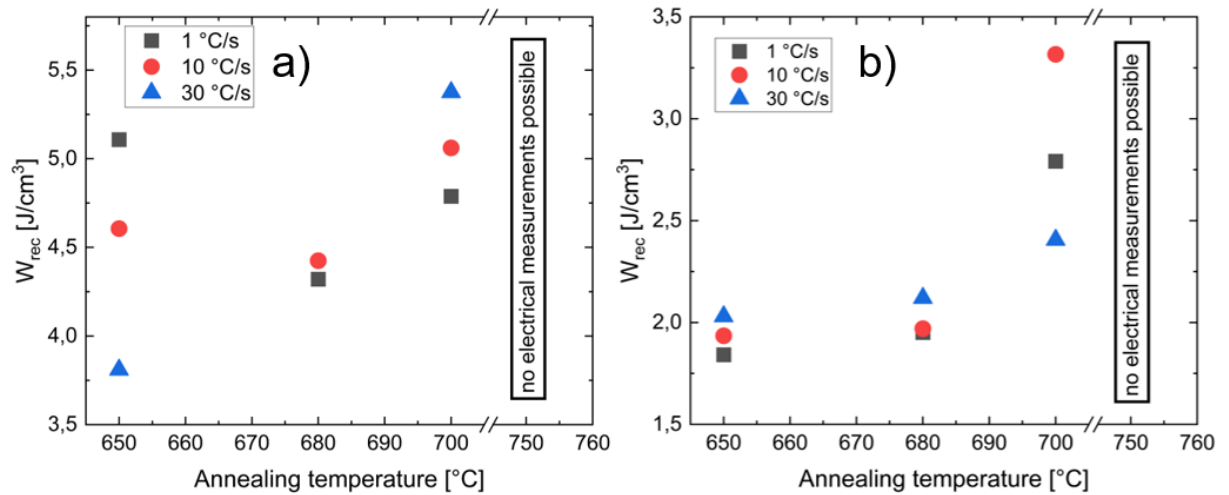 a)
1 °C/s
10 °C/s
30 °C/s
5,5
5,0
4,5
4,0
3,5
W_rec [J/cm³]
no electrical measurements possible
650 660 670 680 690 700 750 760
Annealing temperature [°C]
b)
1 °C/s
10 °C/s
30 °C/s
3,5
3,0
2,5
2,0
1,5
W_rec [J/cm³]
no electrical measurements possible
650 660 670 680 690 700 750 760
Annealing temperature [°C]